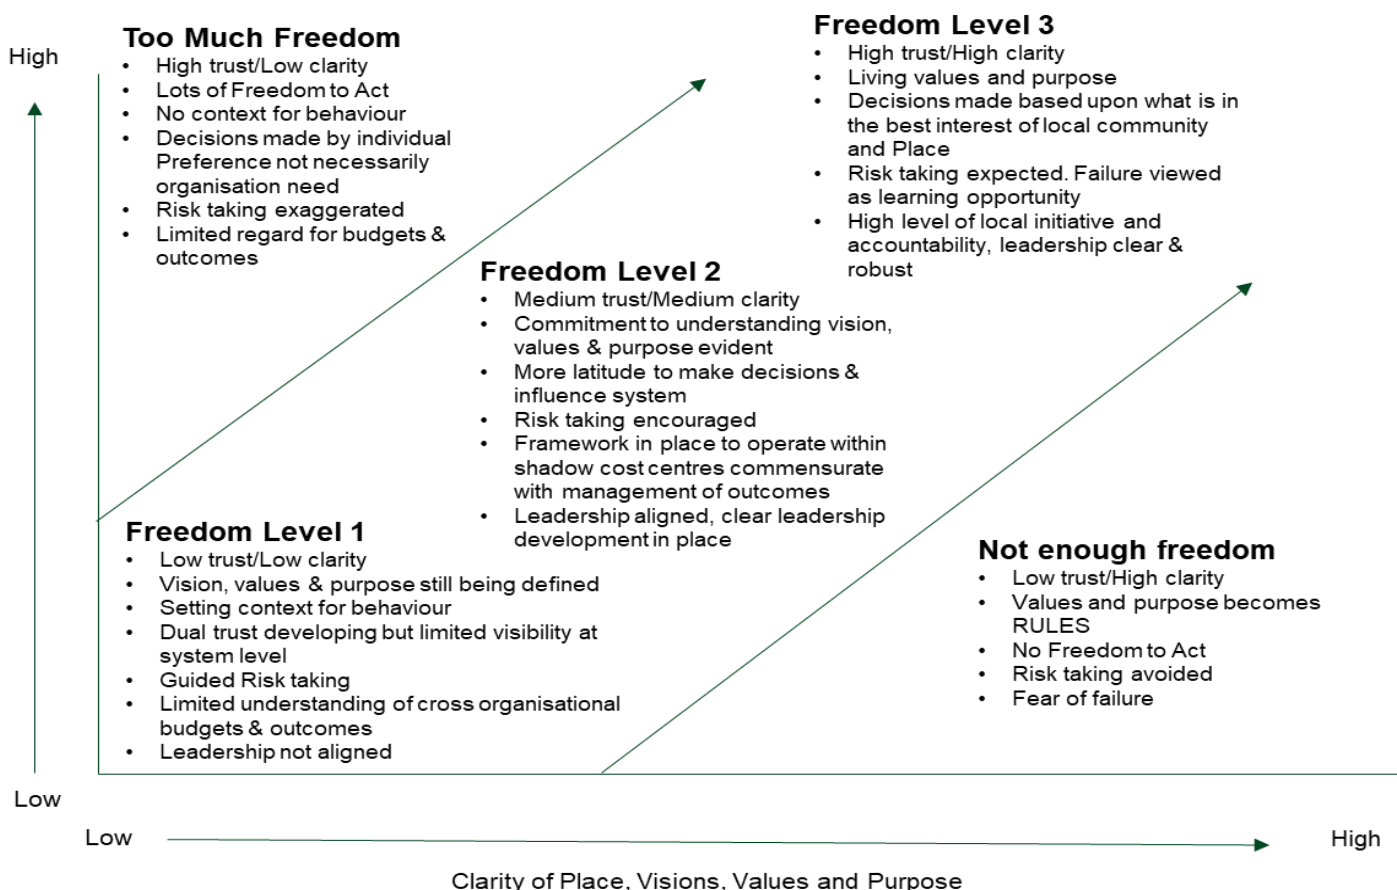 High
Too Much Freedom
• High trust/Low clarity
• Lots of Freedom to Act
• No context for behaviour
• Decisions made by individual
Preference not necessarily
organisation need
• Risk taking exaggerated
• Limited regard for budgets &
outcomes
Freedom Level 3
• High trust/High clarity
• Living values and purpose
• Decisions made based upon what is in
the best interest of local community
and Place
• Risk taking expected. Failure viewed
as learning opportunity
• High level of local initiative and
accountability, leadership clear &
robust
Freedom Level 2
• Medium trust/Medium clarity
• Commitment to understanding vision,
values & purpose evident
• More latitude to make decisions &
influence system
• Risk taking encouraged
• Framework in place to operate within
shadow cost centres commensurate
with management of outcomes
• Leadership aligned, clear leadership
development in place
Freedom Level 1
• Low trust/Low clarity
• Vision, values & purpose still being defined
• Setting context for behaviour
• Dual trust developing but limited visibility at
system level
• Guided Risk taking
• Limited understanding of cross organisational
budgets & outcomes
• Leadership not aligned
Not enough freedom
• Low trust/High clarity
• Values and purpose becomes
RULES
• No Freedom to Act
• Risk taking avoided
• Fear of failure
Low
Low
High
Clarity of Place, Visions, Values and Purpose